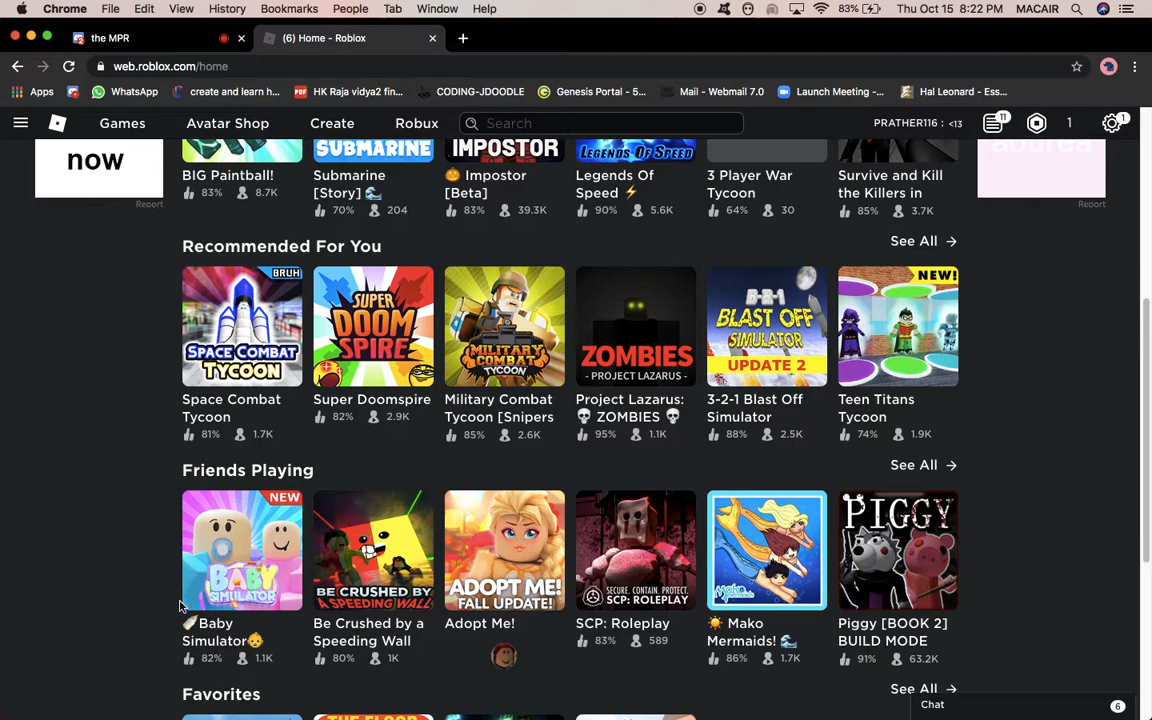 Chrome File Edit View History Bookmarks People Tab Window Help 83% Thu Oct 15 8:22 PM MACAIR
the MPR (6) Home - Roblox
web.roblox.com/home
Apps WhatsApp create and learn h... HK Raja vidya2 fin... CODING-JDOODLE Genesis Portal - 5... Mail - Webmail 7.0 Launch Meeting -... Hal Leonard - Ess...
Games Avatar Shop Create Roblox Search PRATHER116 : <13 11 1 1
now SUBMARINE IMPOSTOR LEGENDS OF SPEED
BIG Paintball! Submarine 🎃 Impostor Legends Of 3 Player War Survive and Kill
[Story] 🌊 [Beta] Speed ⚡ Tycoon the Killers in
83% 8.7K 70% 204 83% 39.3K 90% 5.6K 64% 30 85% 3.7K
Report Report
Recommended For You See All →
BRUH SPACE COMBAT TYCOON
SUPER DOOM SPIRE
MILITARY COMBAT TYCOON
ZOMBIES - PROJECT LAZARUS -
3-2-1 BLAST OFF SIMULATOR UPDATE 2
NEW!
Space Combat Super Doomspire Military Combat Project Lazarus: 3-2-1 Blast Off Teen Titans
Tycoon Tycoon [Snipers 💀 ZOMBIES 💀 Simulator Tycoon
81% 1.7K 82% 2.9K 85% 2.6K 95% 1.1K 88% 2.5K 74% 1.9K
Friends Playing See All →
NEW BABY SIMULATOR
BE CRUSHED BY A SPEEDING WALL
ADOPT ME! FALL UPDATE!
SECURE. CONTAIN. PROTECT. SCP: ROLEPLAY
Mako Mermaids
PIGGY
🍼Baby Be Crushed by a Adopt Me! SCP: Roleplay ☀️ Mako Piggy [BOOK 2]
Simulator👶 Speeding Wall Mermaids! 🌊 BUILD MODE
82% 1.1K 80% 1K 83% 589 86% 1.7K 91% 63.2K
Favorites See All →
THE FLOOR
Chat 6